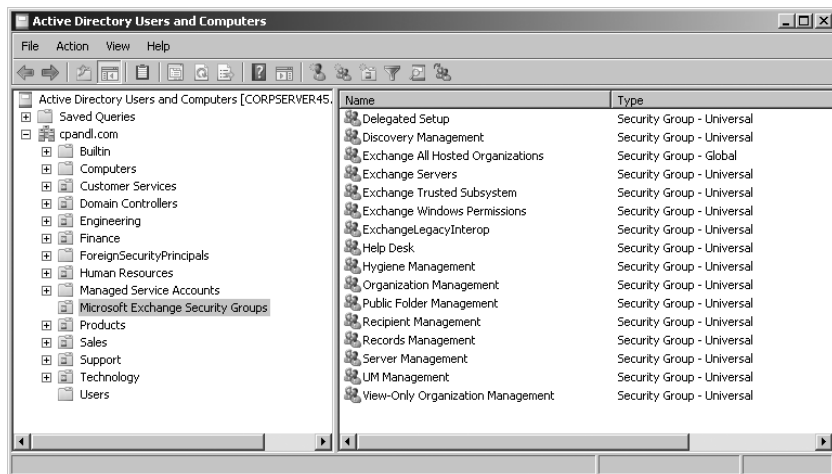 Active Directory Users and Computers
File Action View Help
Active Directory Users and Computers [CORPSERVER45.
Saved Queries
cpandl.com
Builtin
Computers
Customer Services
Domain Controllers
Engineering
Finance
ForeignSecurityPrincipals
Human Resources
Managed Service Accounts
Microsoft Exchange Security Groups
Products
Sales
Support
Technology
Users
Name Type
Delegated Setup Security Group - Universal
Discovery Management Security Group - Universal
Exchange All Hosted Organizations Security Group - Global
Exchange Servers Security Group - Universal
Exchange Trusted Subsystem Security Group - Universal
Exchange Windows Permissions Security Group - Universal
ExchangeLegacyInterop Security Group - Universal
Help Desk Security Group - Universal
Hygiene Management Security Group - Universal
Organization Management Security Group - Universal
Public Folder Management Security Group - Universal
Recipient Management Security Group - Universal
Records Management Security Group - Universal
Server Management Security Group - Universal
UM Management Security Group - Universal
View-Only Organization Management Security Group - Universal